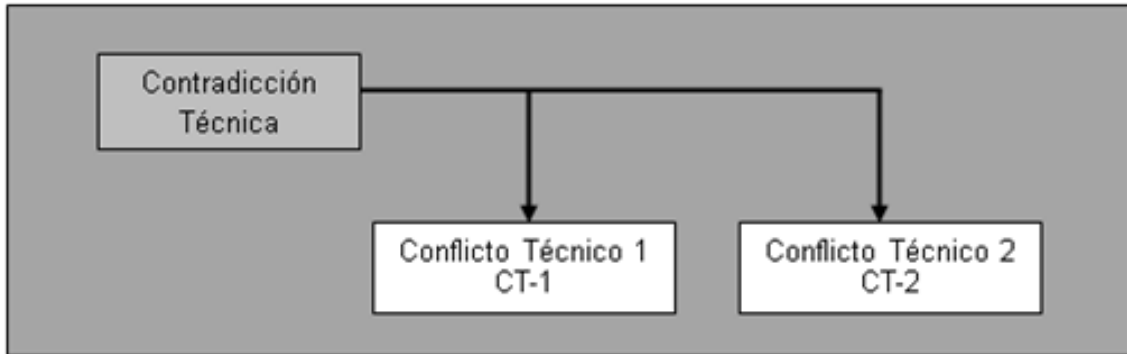 Contradicción
Técnica
Conflicto Técnico 1
CT-1
Conflicto Técnico 2
CT-2